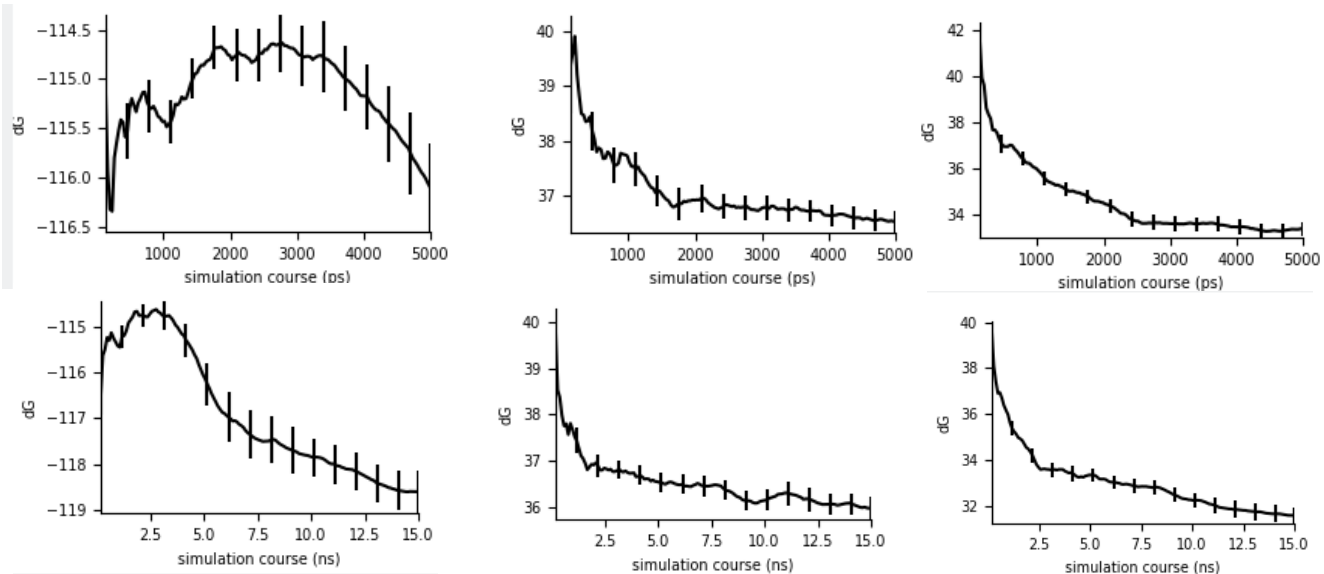 −114.5
−115.0
−115.5
−116.0
−116.5
dG
1000 2000 3000 4000 5000
simulation course (ps)
40
39
38
37
dG
1000 2000 3000 4000 5000
simulation course (ps)
42
40
38
36
34
dG
1000 2000 3000 4000 5000
simulation course (ps)
−115
−116
−117
−118
−119
dG
2.5 5.0 7.5 10.0 12.5 15.0
simulation course (ns)
40
39
38
37
36
dG
2.5 5.0 7.5 10.0 12.5 15.0
simulation course (ns)
40
38
36
34
32
dG
2.5 5.0 7.5 10.0 12.5 15.0
simulation course (ns)